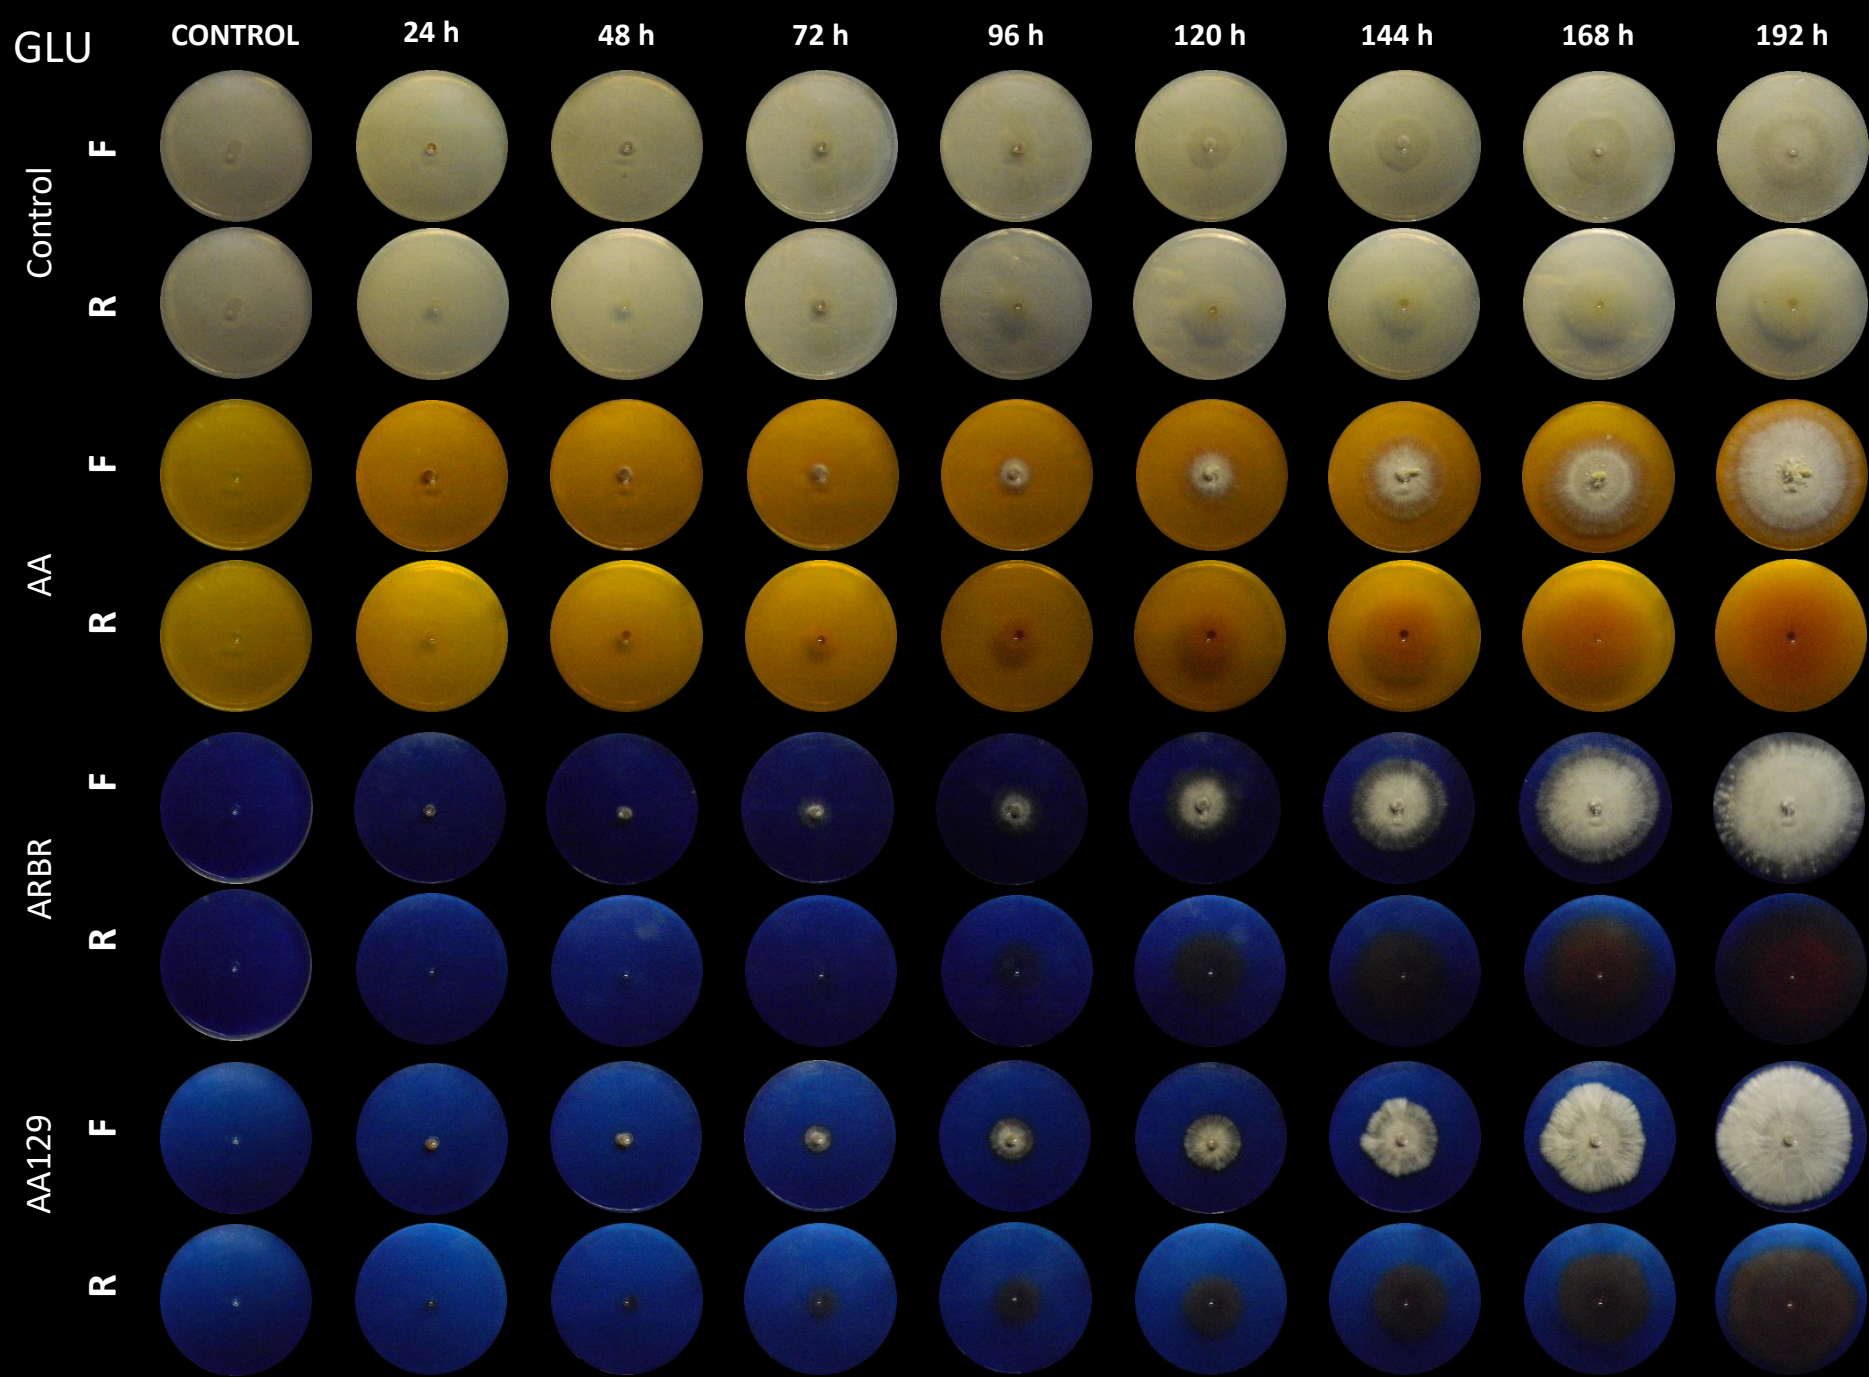 GLU
CONTROL 24 h 48 h 72 h 96 h 120 h 144 h 168 h 192 h
Control
F
R
AA
F
R
ARBR
F
R
AA129
F
R